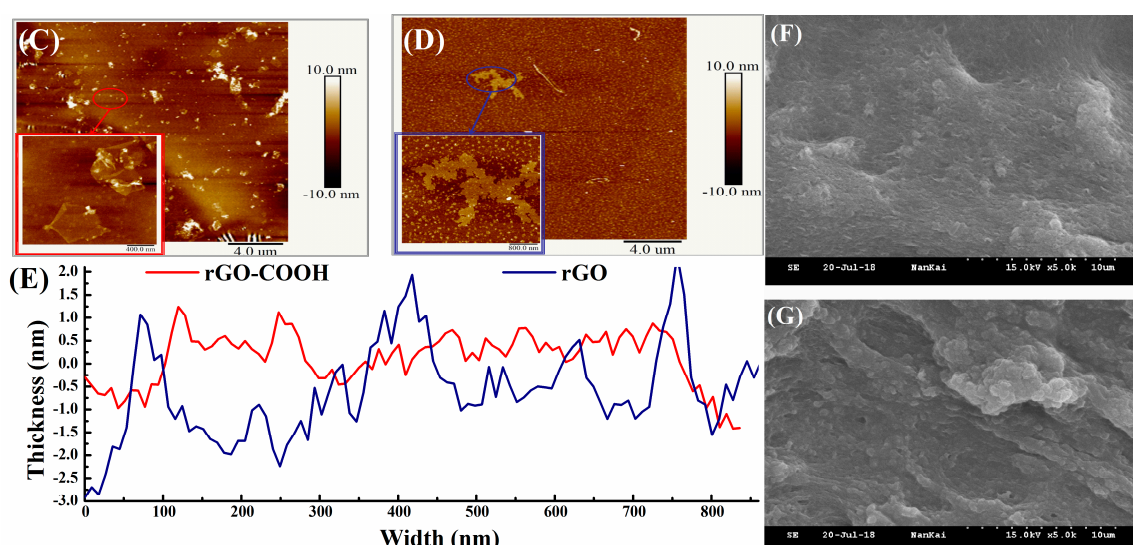 (C)
10.0 nm
-10.0 nm
400.0 nm
4.0 um
(D)
10.0 nm
-10.0 nm
800.0 nm
4.0 um
(E)
rGO-COOH
rGO
Thickness (nm)
2.0
1.5
1.0
0.5
0.0
-0.5
-1.0
-1.5
-2.0
-2.5
-3.0
0
100
200
300
400
500
600
700
800
Width (nm)
(F)
SE 20-Jul-18 NanKai 15.0kV x5.0k 10um
(G)
SE 20-Jul-18 NanKai 15.0kV x5.0k 10um